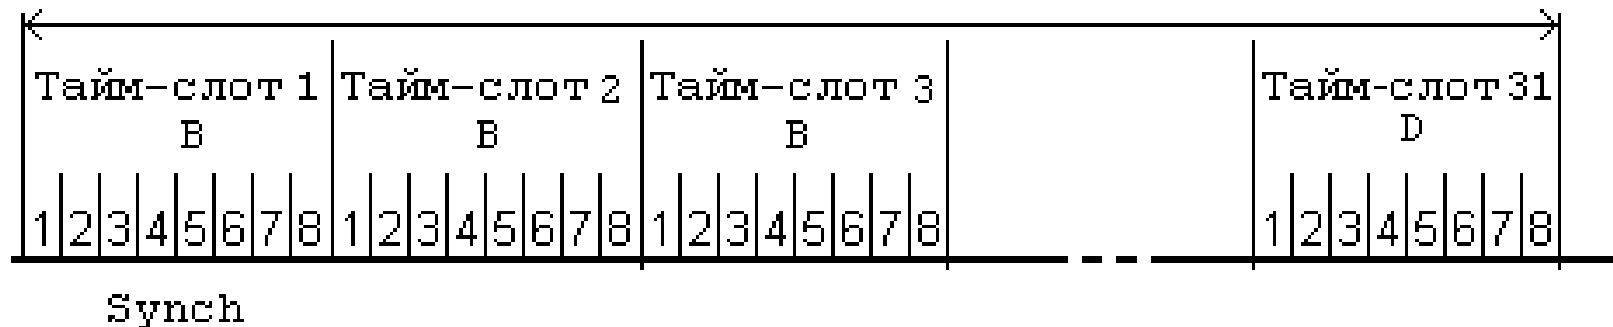 Тайм-слот 1 Тайм-слот 2 Тайм-слот 3 Тайм-слот 31
B B B D
1 2 3 4 5 6 7 8 1 2 3 4 5 6 7 8 1 2 3 4 5 6 7 8 1 2 3 4 5 6 7 8
Synch